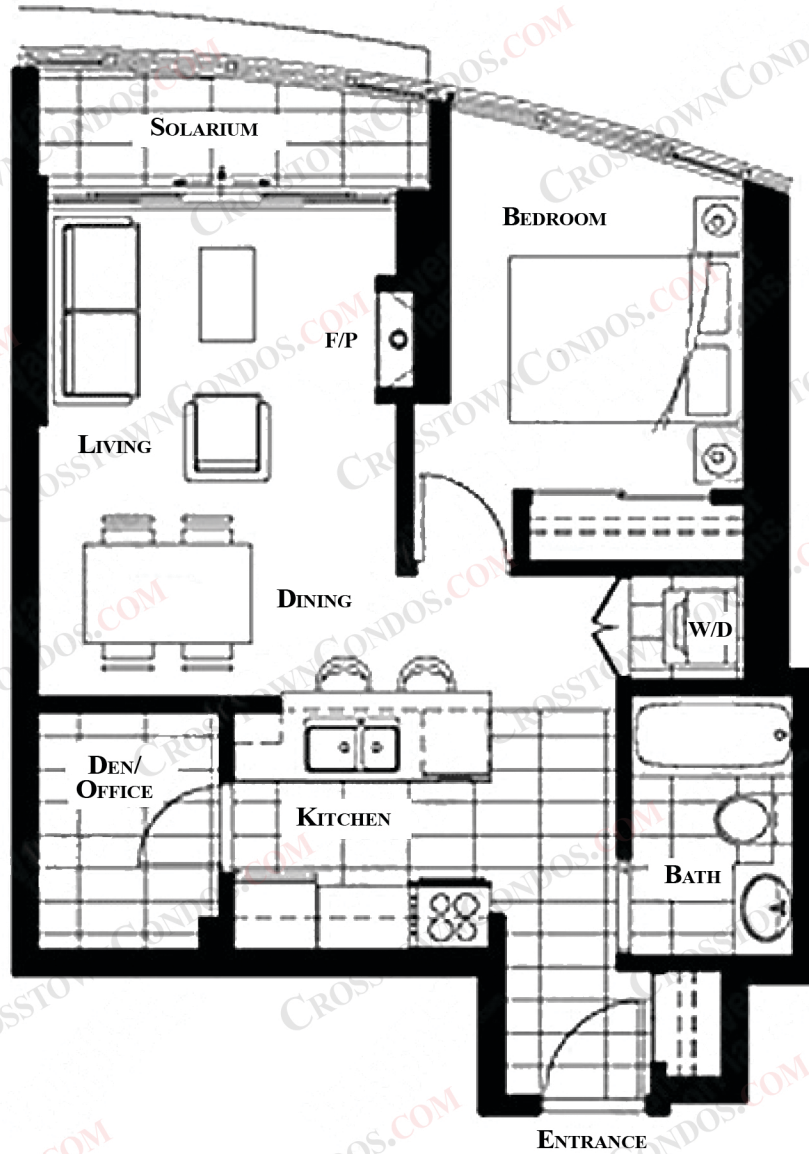 SOLARIUM
BEDROOM
F/P
LIVING
DINING
W/D
DEN/
OFFICE
KITCHEN
BATH
ENTRANCE
CROSSTOWNCONDOS.COM